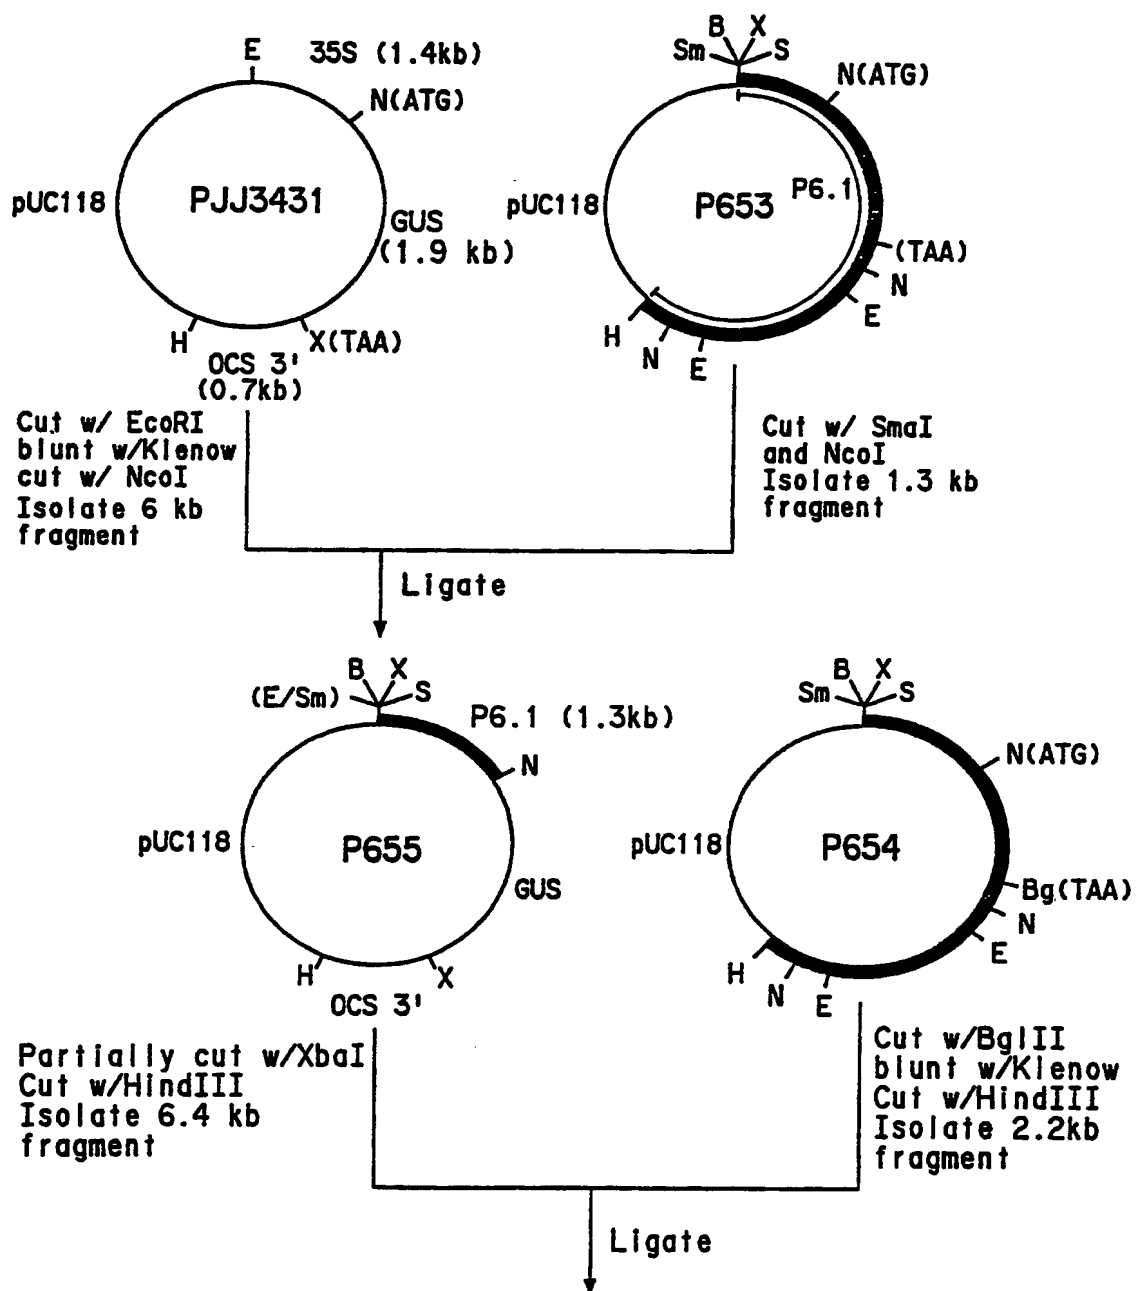 E
35S (1.4kb)
N(ATG)
pUC118
PJJ3431
GUS
(1.9 kb)
H
X(TAA)
OCS 3'
(0.7kb)
B X
Sm S
N(ATG)
pUC118
P653
P6.1
(TAA)
N
E
H
N
E
Cut w/ EcoRI
blunt w/Klenow
cut w/ NcoI
Isolate 6 kb
fragment
Cut w/ SmaI
and NcoI
Isolate 1.3 kb
fragment
Ligate
B X
(E/Sm) S
P6.1 (1.3kb)
N
pUC118
P655
GUS
H
X
OCS 3'
B X
Sm S
N(ATG)
pUC118
P654
Bg(TAA)
N
E
H
N
E
Partially cut w/XbaI
Cut w/HindIII
Isolate 6.4 kb
fragment
Cut w/BglII
blunt w/Klenow
Cut w/HindIII
Isolate 2.2kb
fragment
Ligate